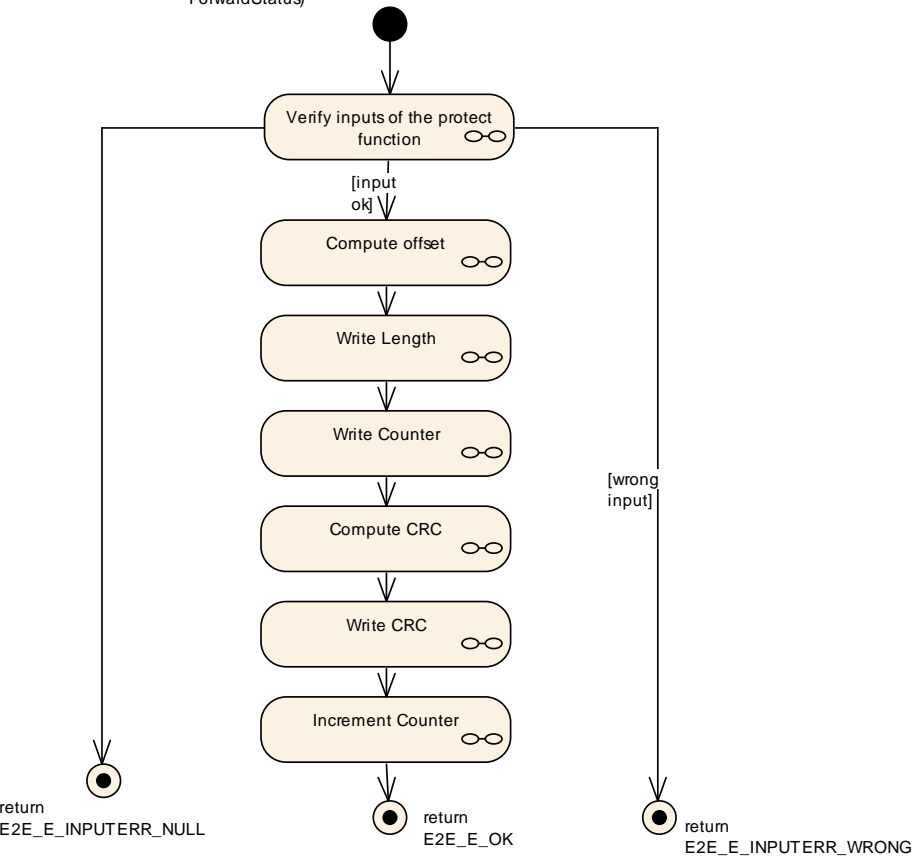 ForwardStatus)
Verify inputs of the protect
function
[input
ok]
Compute offset
Write Length
Write Counter
[wrong
input]
Compute CRC
Write CRC
Increment Counter
return
E2E_E_INPUTERR_NULL
return
E2E_E_OK
return
E2E_E_INPUTERR_WRONG